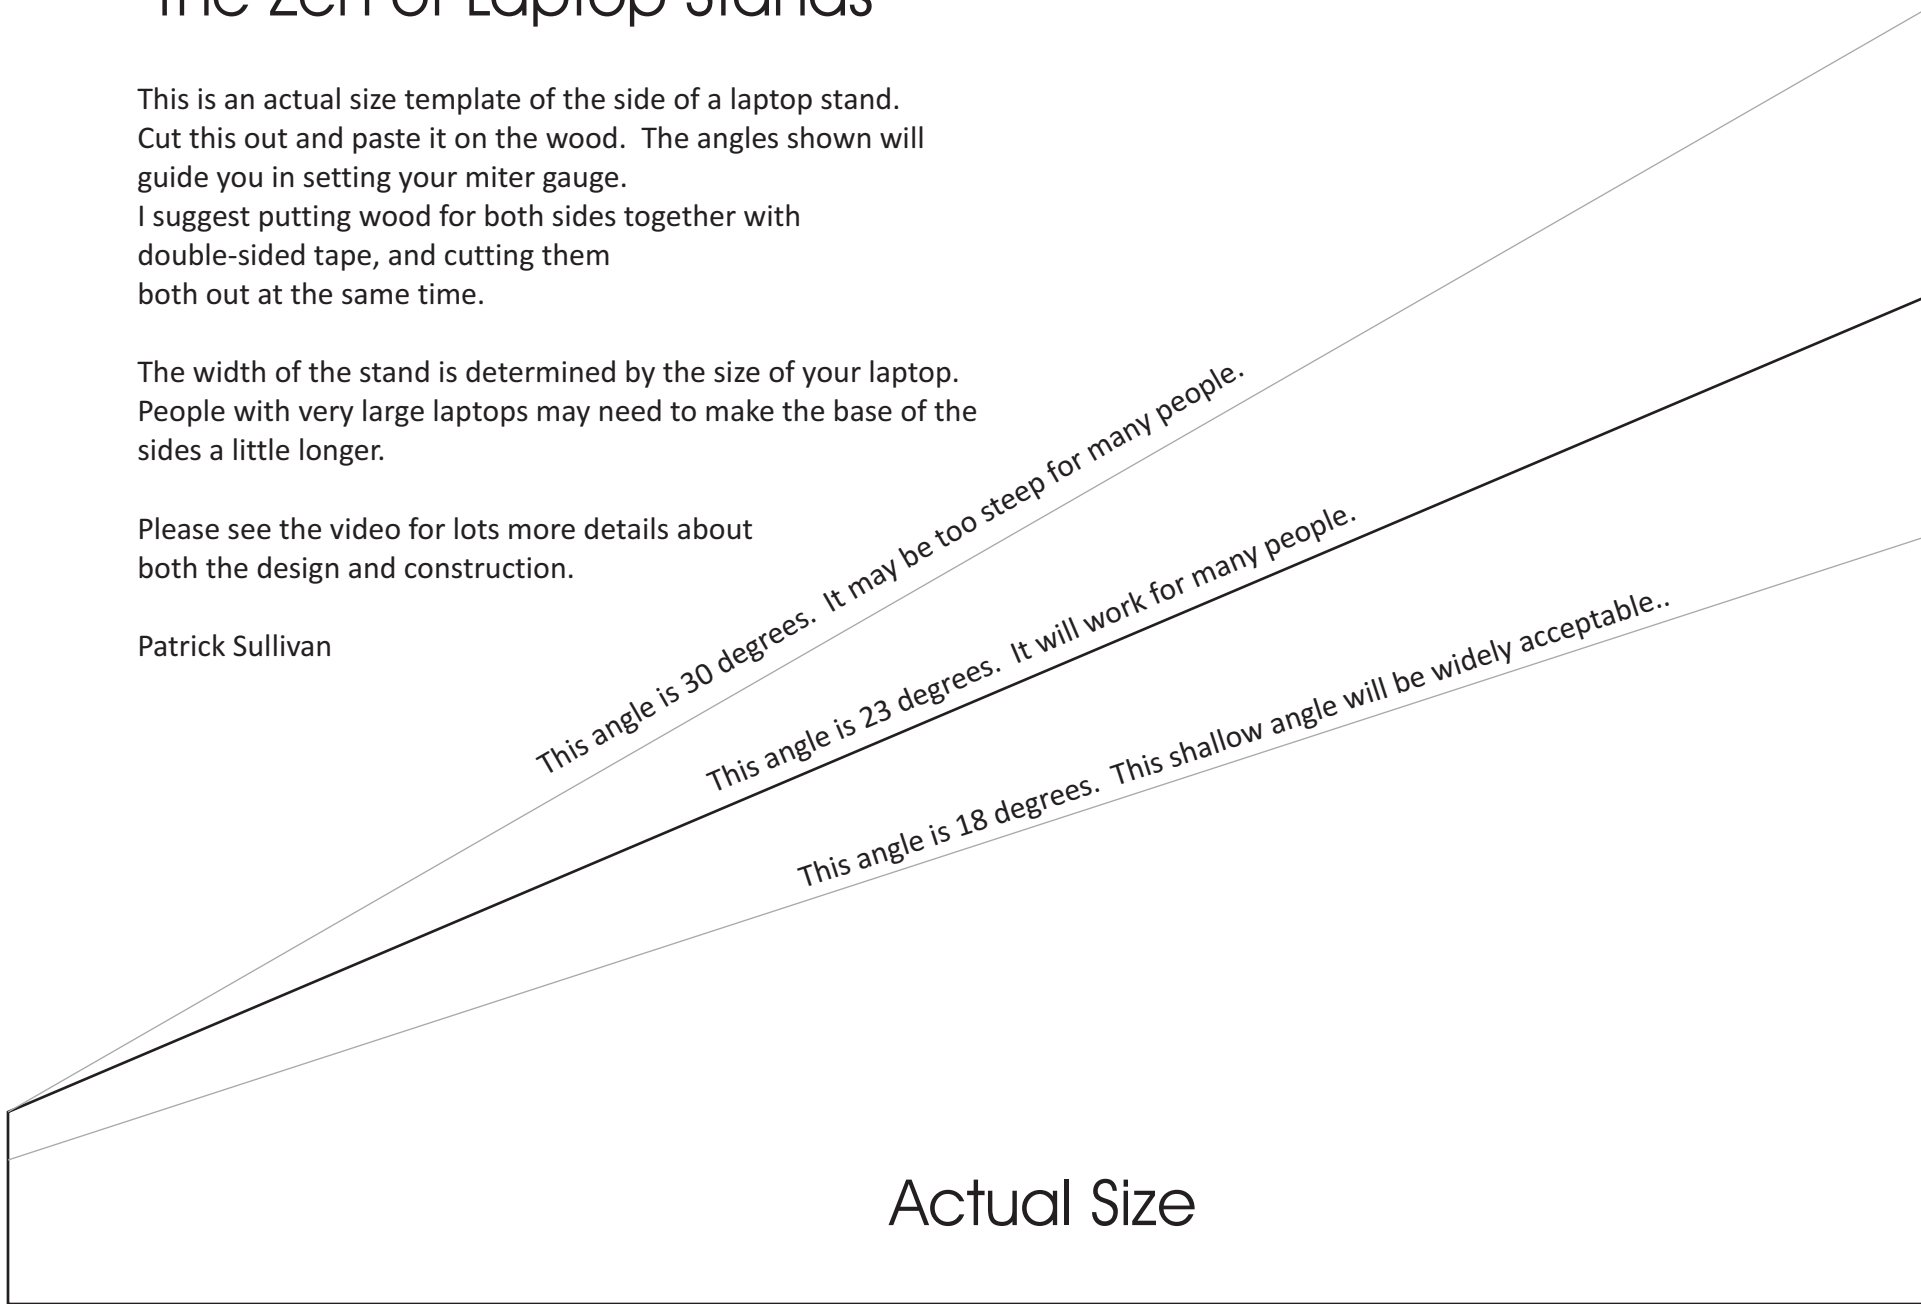 The Zen of Laptop Stands
This is an actual size template of the side of a laptop stand.
Cut this out and paste it on the wood.  The angles shown will
guide you in setting your miter gauge.
I suggest putting wood for both sides together with
double-sided tape, and cutting them
both out at the same time.
The width of the stand is determined by the size of your laptop.
People with very large laptops may need to make the base of the
sides a little longer.
Please see the video for lots more details about
both the design and construction.
Patrick Sullivan
This angle is 30 degrees.  It may be too steep for many people.
This angle is 23 degrees.  It will work for many people.
This angle is 18 degrees.  This shallow angle will be widely acceptable..
Actual Size